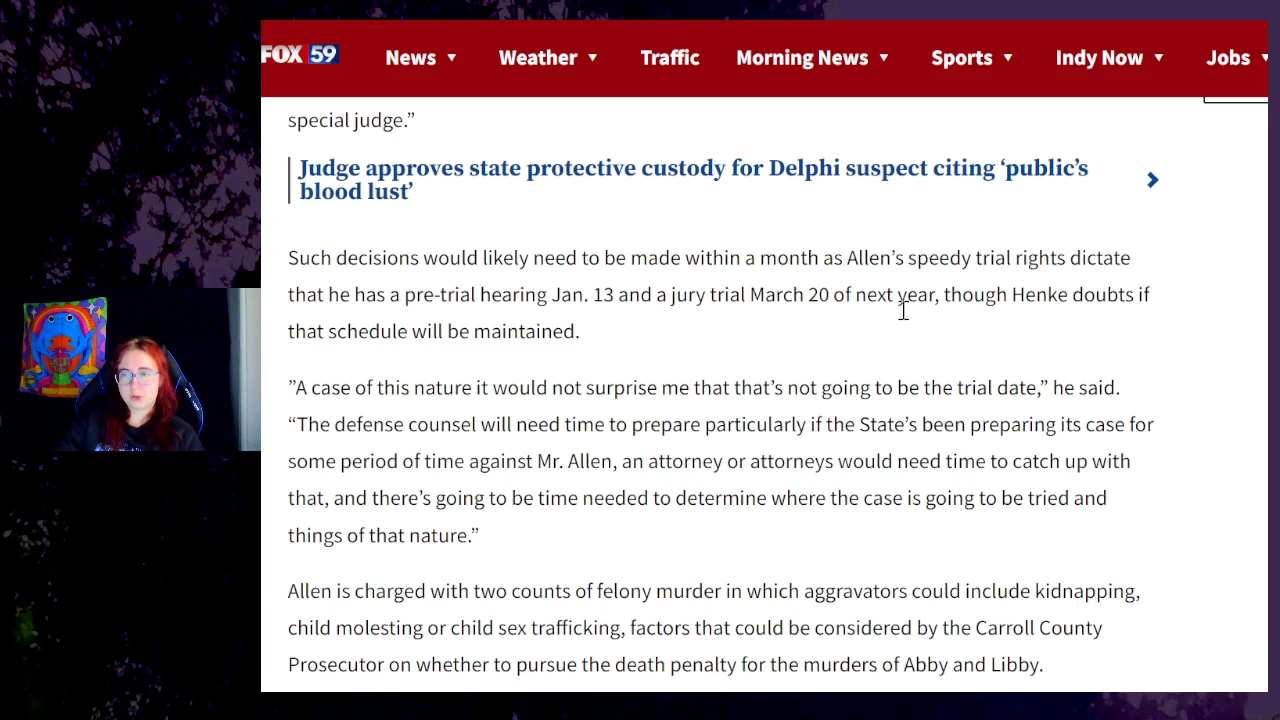 FOX 59 News Weather Traffic Morning News Sports Indy Now Jobs
special judge.”
Judge approves state protective custody for Delphi suspect citing ‘public’s
blood lust’
Such decisions would likely need to be made within a month as Allen’s speedy trial rights dictate
that he has a pre-trial hearing Jan. 13 and a jury trial March 20 of next year, though Henke doubts if
that schedule will be maintained.
”A case of this nature it would not surprise me that that’s not going to be the trial date,” he said.
“The defense counsel will need time to prepare particularly if the State’s been preparing its case for
some period of time against Mr. Allen, an attorney or attorneys would need time to catch up with
that, and there’s going to be time needed to determine where the case is going to be tried and
things of that nature.”
Allen is charged with two counts of felony murder in which aggravators could include kidnapping,
child molesting or child sex trafficking, factors that could be considered by the Carroll County
Prosecutor on whether to pursue the death penalty for the murders of Abby and Libby.